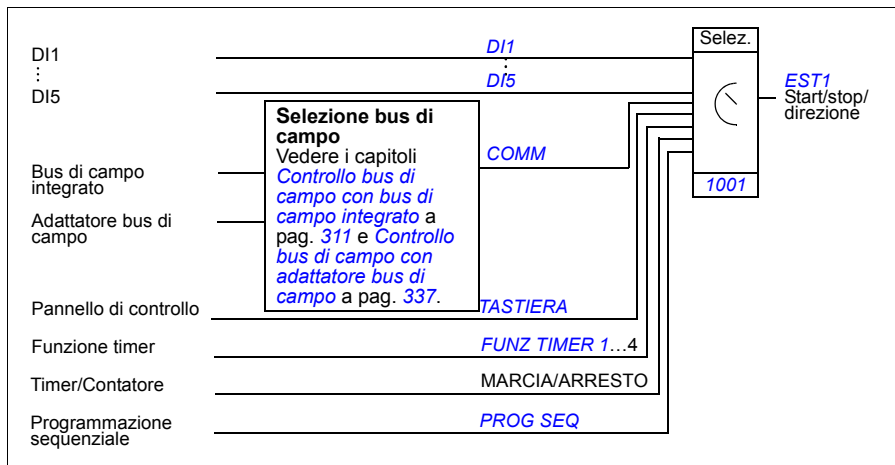 DI1
DI5
Bus di campo
integrato
Adattatore bus di
campo
Pannello di controllo
Funzione timer
Timer/Contatore
Programmazione
sequenziale
Selezione bus di
campo
Vedere i capitoli
Controllo bus di
campo con bus di
campo integrato a
pag. 311 e Controllo
bus di campo con
adattatore bus di
campo a pag. 337.
DI1
DI5
COMM
TASTIERA
FUNZ TIMER 1…4
MARCIA/ARRESTO
PROG SEQ
Selez.
1001
EST1
Start/stop/
direzione